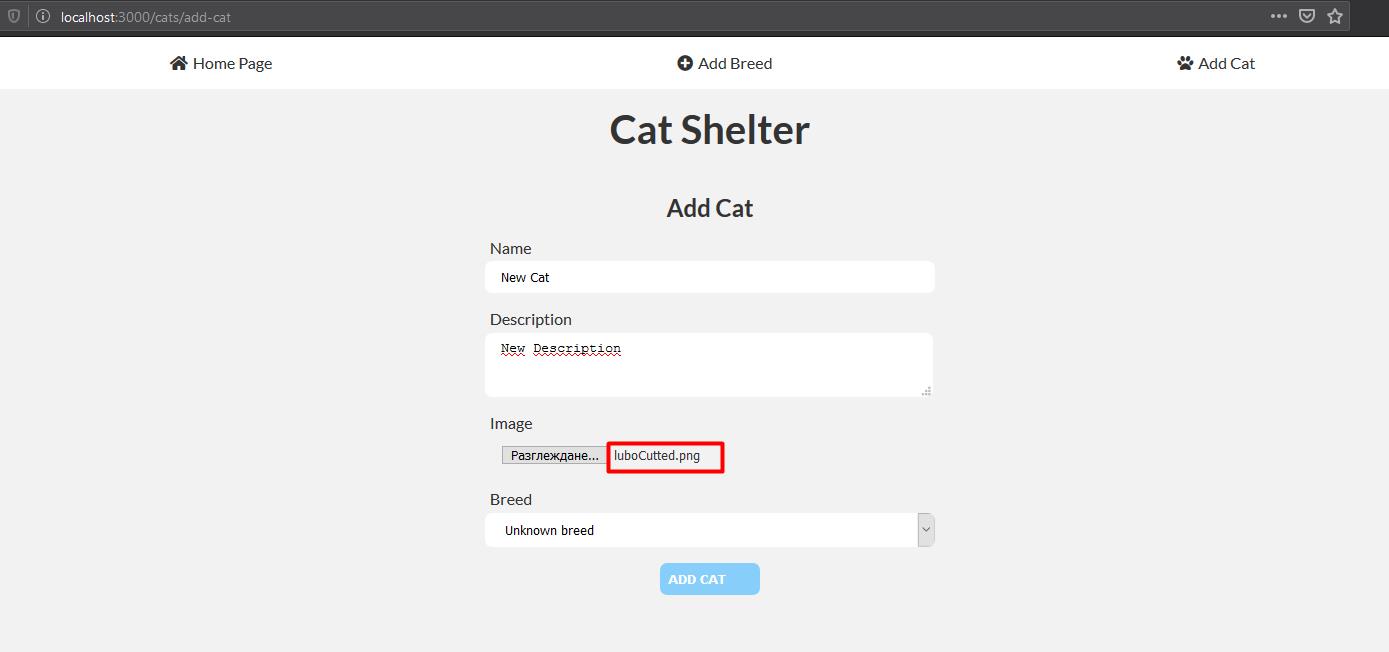 localhost:3000/cats/add-cat
Home Page
Add Breed
Add Cat
Cat Shelter
Add Cat
Name
New Cat
Description
New Description
Image
Разглеждане... luboCutted.png
Breed
Unknown breed
ADD CAT